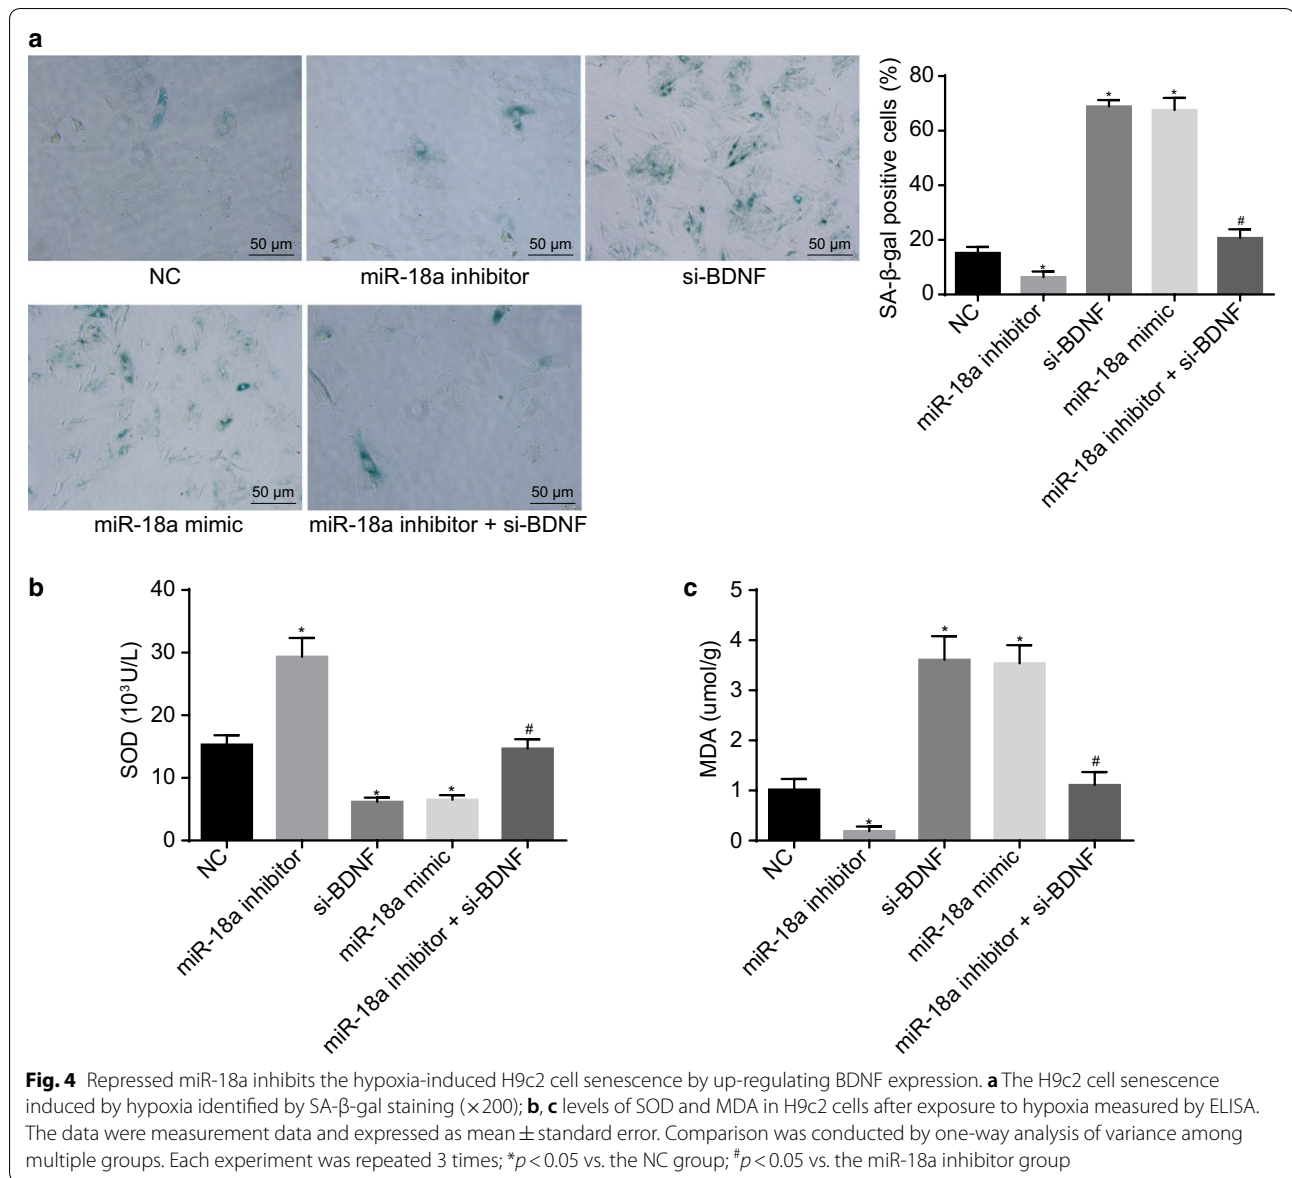 a
50 µm
50 µm
50 µm
NC
miR-18a inhibitor
si-BDNF
50 µm
50 µm
miR-18a mimic
miR-18a inhibitor + si-BDNF
SA-β-gal positive cells (%)
80
60
40
20
0
*
*
*
*
#
NC
miR-18a inhibitor
si-BDNF
miR-18a mimic
miR-18a inhibitor + si-BDNF
b
SOD (10³U/L)
40
30
20
10
0
*
*
*
#
NC
miR-18a inhibitor
si-BDNF
miR-18a mimic
miR-18a inhibitor + si-BDNF
c
MDA (umol/g)
5
4
3
2
1
0
*
*
*
#
NC
miR-18a inhibitor
si-BDNF
miR-18a mimic
miR-18a inhibitor + si-BDNF
Fig. 4 Repressed miR-18a inhibits the hypoxia-induced H9c2 cell senescence by up-regulating BDNF expression. a The H9c2 cell senescence
induced by hypoxia identified by SA-β-gal staining (×200); b, c levels of SOD and MDA in H9c2 cells after exposure to hypoxia measured by ELISA.
The data were measurement data and expressed as mean ± standard error. Comparison was conducted by one-way analysis of variance among
multiple groups. Each experiment was repeated 3 times; *p < 0.05 vs. the NC group; #p < 0.05 vs. the miR-18a inhibitor group